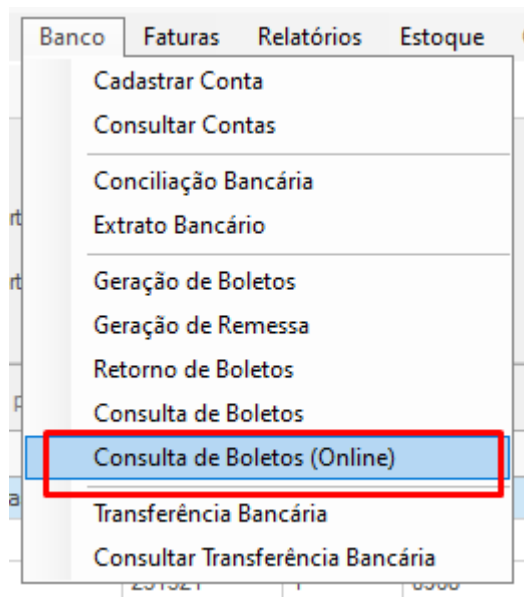 Banco Faturas Relatórios Estoque
Cadastrar Conta
Consultar Contas
Conciliação Bancária
Extrato Bancário
Geração de Boletos
Geração de Remessa
Retorno de Boletos
Consulta de Boletos
Consulta de Boletos (Online)
Transferência Bancária
Consultar Transferência Bancária